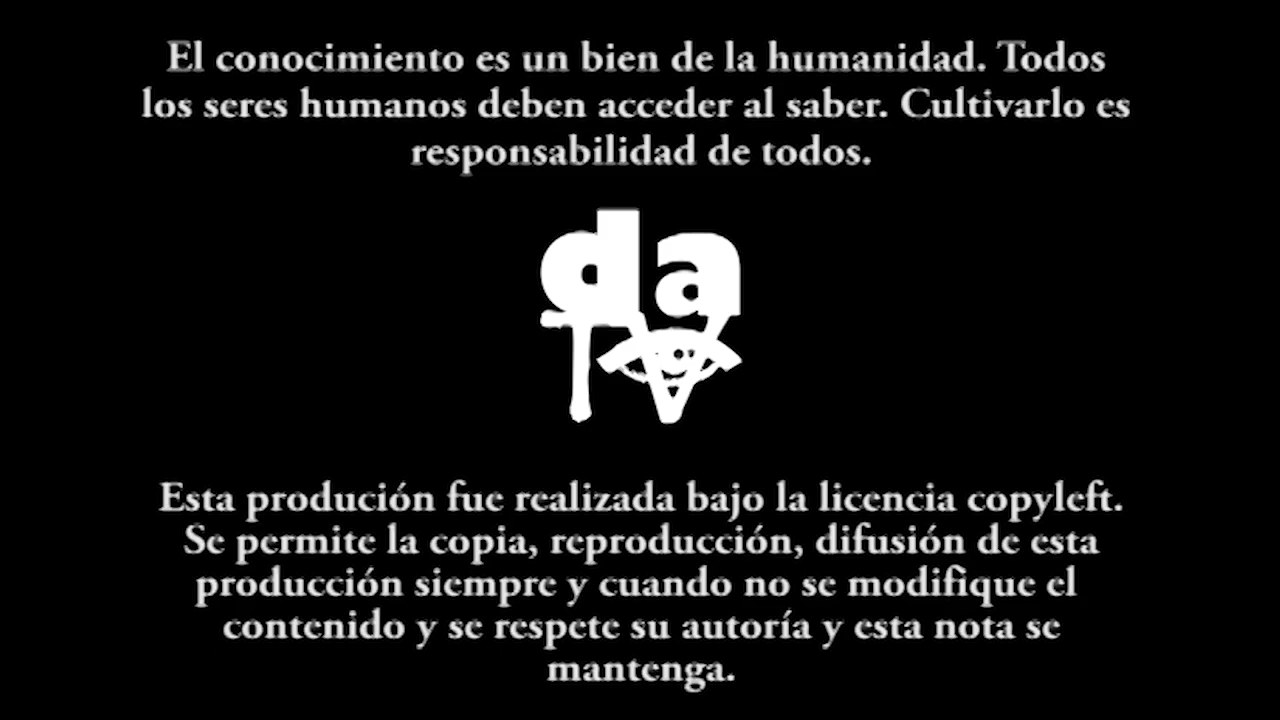 El conocimiento es un bien de la humanidad. Todos
los seres humanos deben acceder al saber. Cultivarlo es
responsabilidad de todos.
da
TV
Esta produción fue realizada bajo la licencia copyleft.
Se permite la copia, reproducción, difusión de esta
producción siempre y cuando no se modifique el
contenido y se respete su autoría y esta nota se
mantenga.